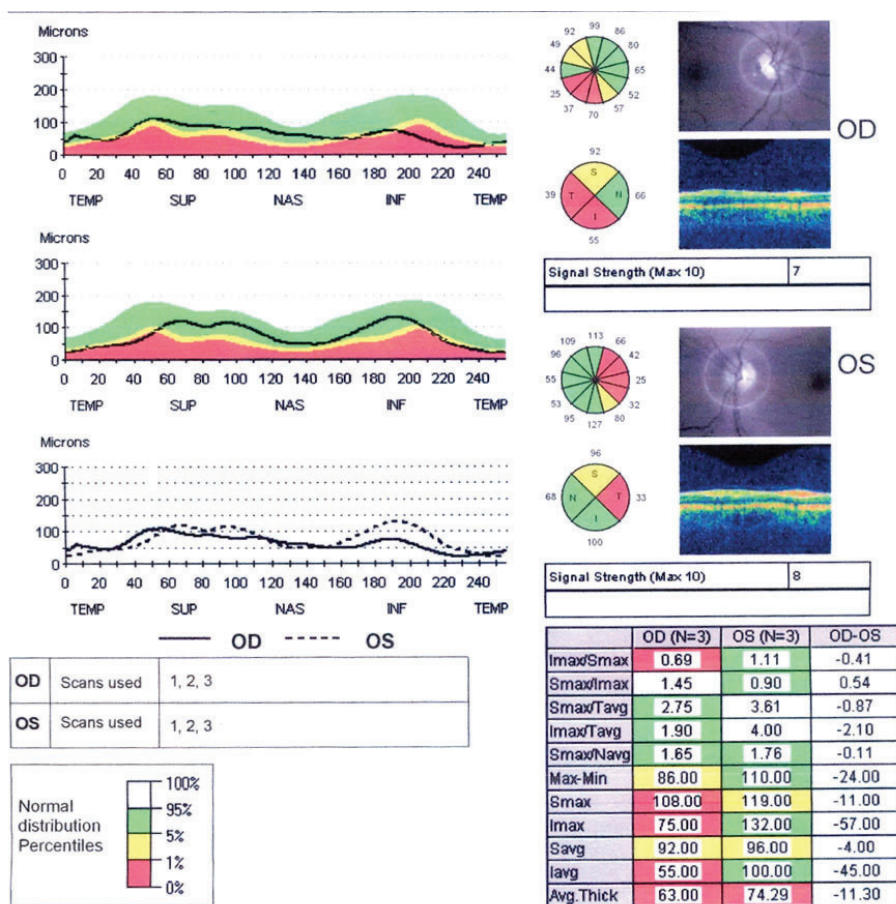 Microns
300
200
100
0
0 20 40 60 80 100 120 140 160 180 200 220 240
TEMP SUP NAS INF TEMP
99
92 86
49 80
44 65
25 52
37 57
70
92
S
39 T N 66
I
55
OD
Signal Strength (Max 10) 7
Microns
300
200
100
0
0 20 40 60 80 100 120 140 160 180 200 220 240
TEMP SUP NAS INF TEMP
113
109 66
96 42
55 25
53 32
95 80
127
96
S
68 N T 33
I
100
OS
Signal Strength (Max 10) 8
Microns
300
200
100
0
0 20 40 60 80 100 120 140 160 180 200 220 240
TEMP SUP NAS INF TEMP
OD OS
OD Scans used 1, 2, 3
OS Scans used 1, 2, 3
Normal
distribution
Percentiles
100%
95%
5%
1%
0%
OD (N=3) OS (N=3) OD-OS
Imax/Smax 0.69 1.11 -0.41
Smax/Imax 1.45 0.90 0.54
Smax/Tavg 2.75 3.61 -0.87
Imax/Tavg 1.90 4.00 -2.10
Smax/Navg 1.65 1.76 -0.11
Max-Min 86.00 110.00 -24.00
Smax 108.00 119.00 -11.00
Imax 75.00 132.00 -57.00
Savg 92.00 96.00 -4.00
Iavg 55.00 100.00 -45.00
Avg.Thick 63.00 74.29 -11.30